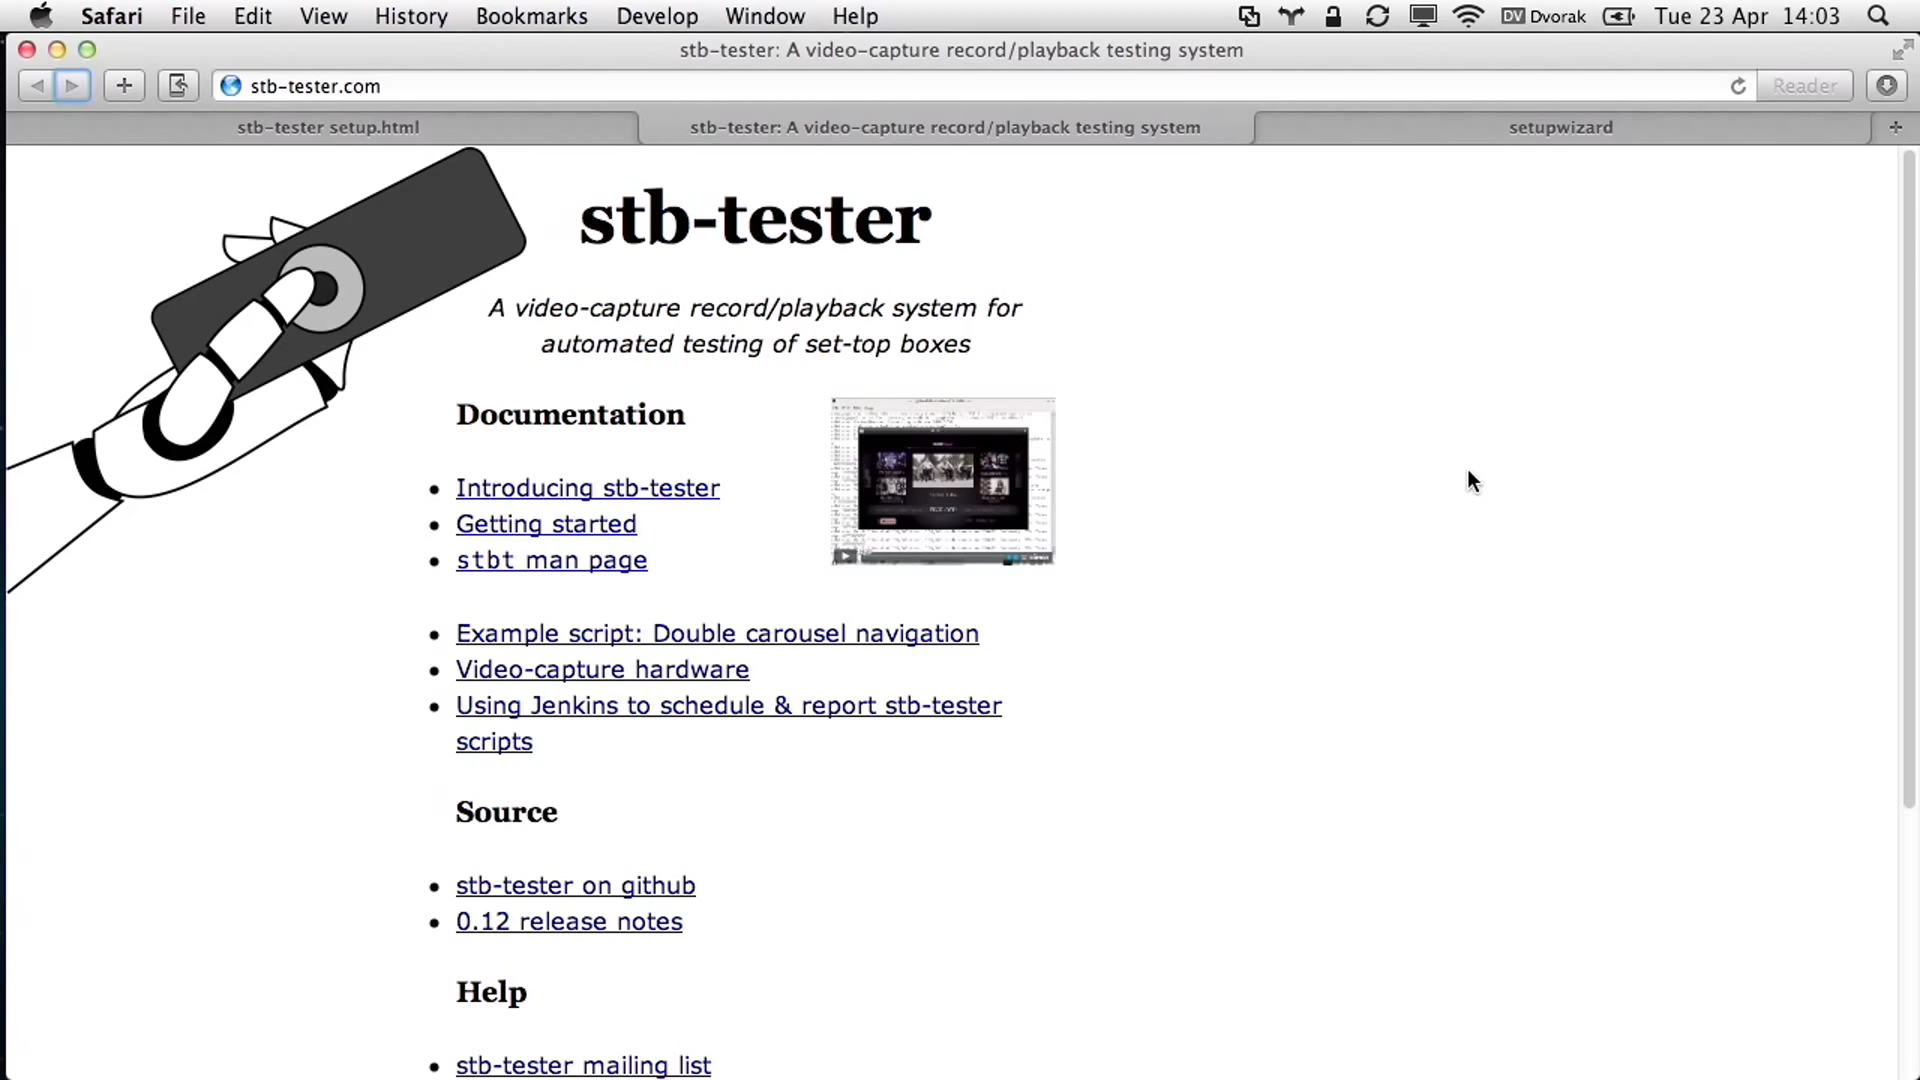 Safari File Edit View History Bookmarks Develop Window Help DV Dvorak Tue 23 Apr 14:03
stb-tester: A video-capture record/playback testing system
stb-tester.com Reader
stb-tester setup.html stb-tester: A video-capture record/playback testing system setupwizard
stb-tester
A video-capture record/playback system for
automated testing of set-top boxes
Documentation
Introducing stb-tester
Getting started
stbt man page
Example script: Double carousel navigation
Video-capture hardware
Using Jenkins to schedule & report stb-tester
scripts
Source
stb-tester on github
0.12 release notes
Help
stb-tester mailing list